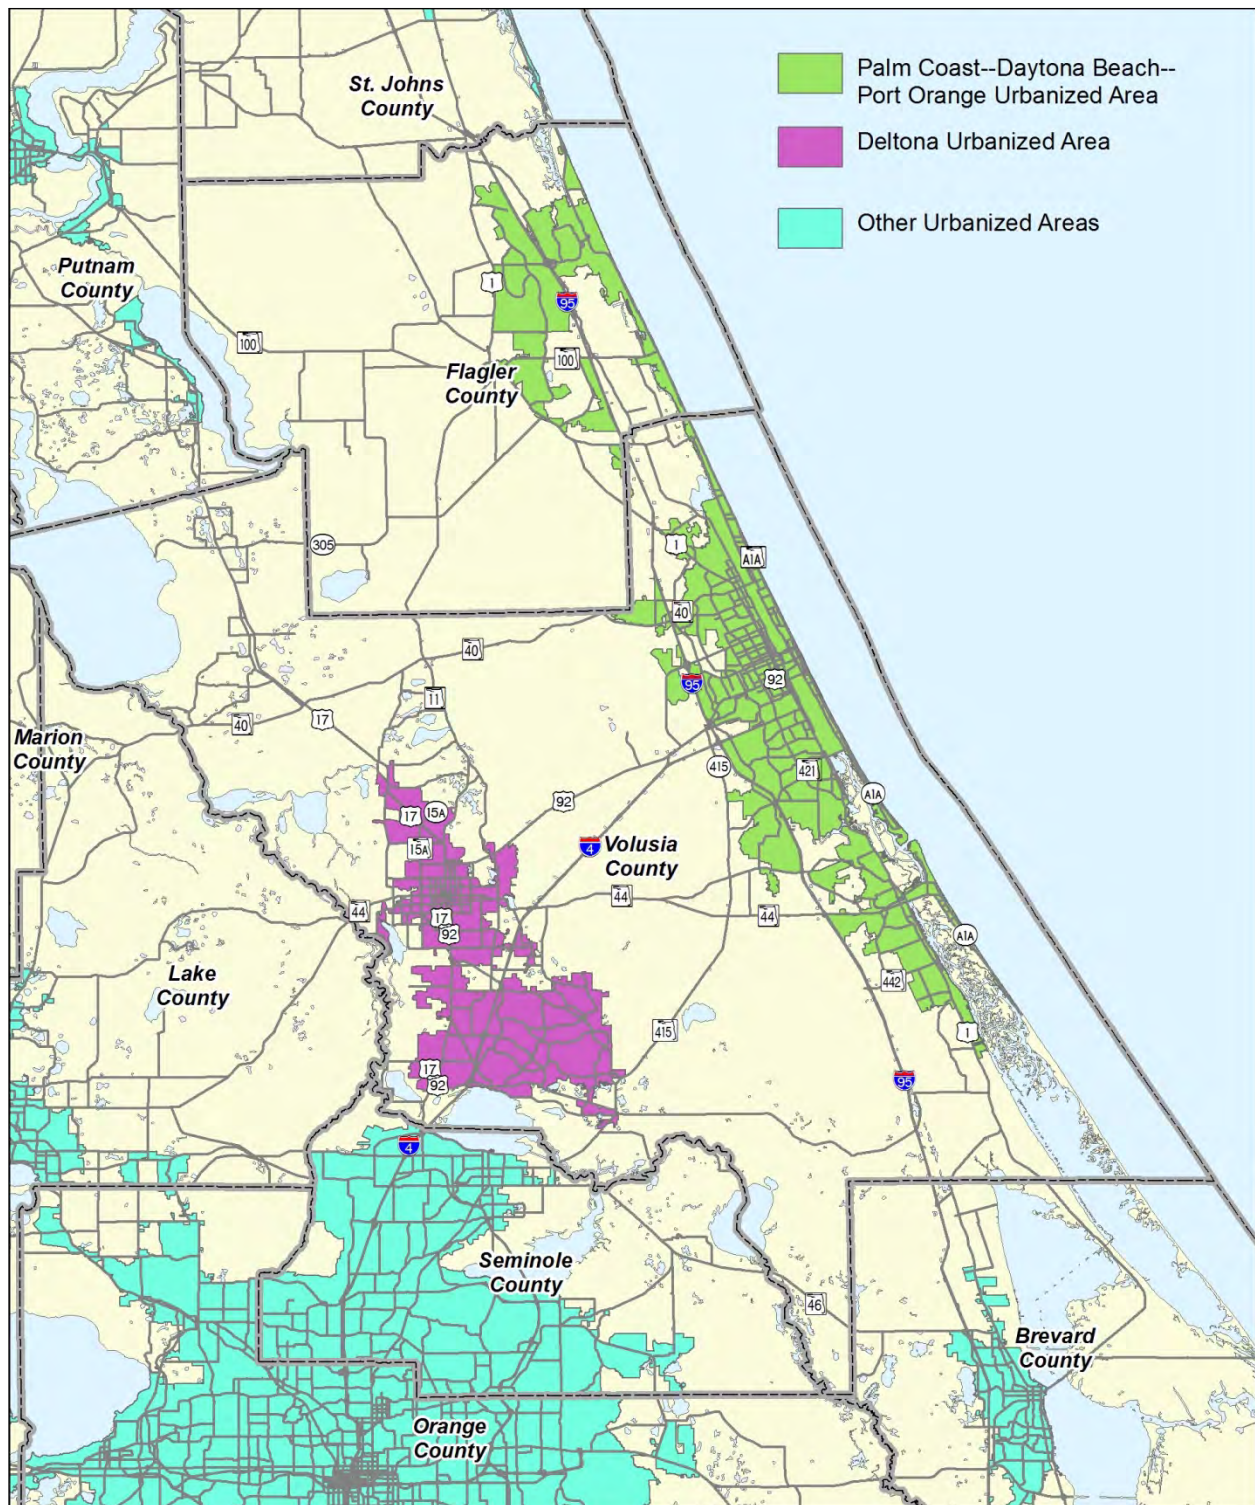 Palm Coast--Daytona Beach--
Port Orange Urbanized Area
Deltona Urbanized Area
Other Urbanized Areas
St. Johns
County
Putnam
County
1
95
100
100
Flagler
County
305
1
A1A
40
40
11
92
95
17
40
Marion
County
415
421
A1A
92
17
15A
4
Volusia
County
15A
44
44
44
17
92
A1A
Lake
County
442
415
1
17
92
95
4
Seminole
County
46
Brevard
County
Orange
County